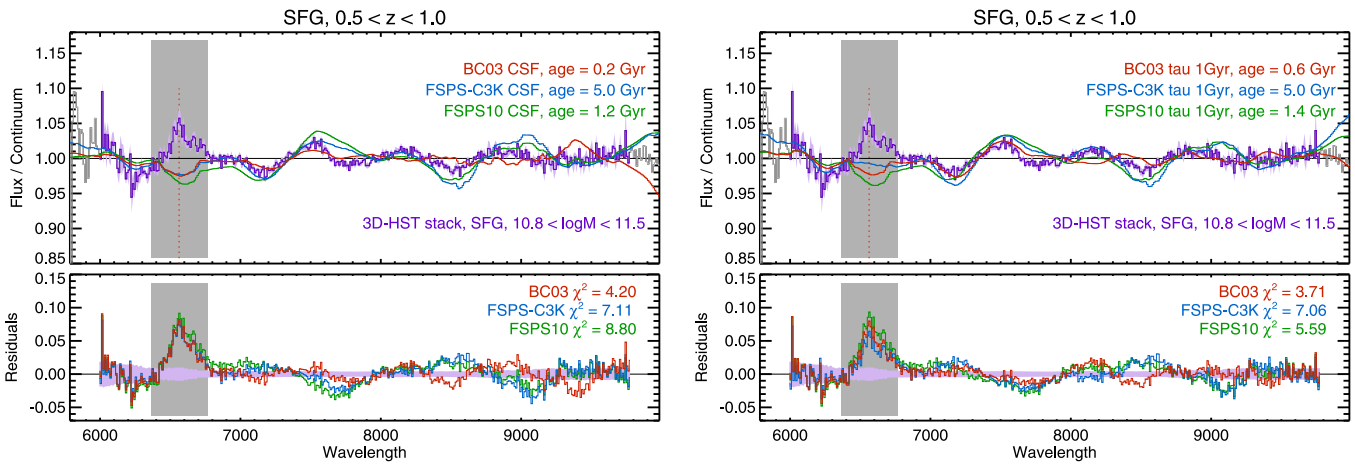 SFG, 0.5 < z < 1.0
1.15
1.10
1.05
1.00
0.95
0.90
0.85
Flux / Continuum
BC03 CSF, age = 0.2 Gyr
FSPS-C3K CSF, age = 5.0 Gyr
FSPS10 CSF, age = 1.2 Gyr
3D-HST stack, SFG, 10.8 < logM < 11.5
0.15
0.10
0.05
0.00
-0.05
Residuals
BC03 χ² = 4.20
FSPS-C3K χ² = 7.11
FSPS10 χ² = 8.80
6000 7000 8000 9000
Wavelength
SFG, 0.5 < z < 1.0
1.15
1.10
1.05
1.00
0.95
0.90
0.85
Flux / Continuum
BC03 tau 1Gyr, age = 0.6 Gyr
FSPS-C3K tau 1Gyr, age = 5.0 Gyr
FSPS10 tau 1Gyr, age = 1.4 Gyr
3D-HST stack, SFG, 10.8 < logM < 11.5
0.15
0.10
0.05
0.00
-0.05
Residuals
BC03 χ² = 3.71
FSPS-C3K χ² = 7.06
FSPS10 χ² = 5.59
6000 7000 8000 9000
Wavelength